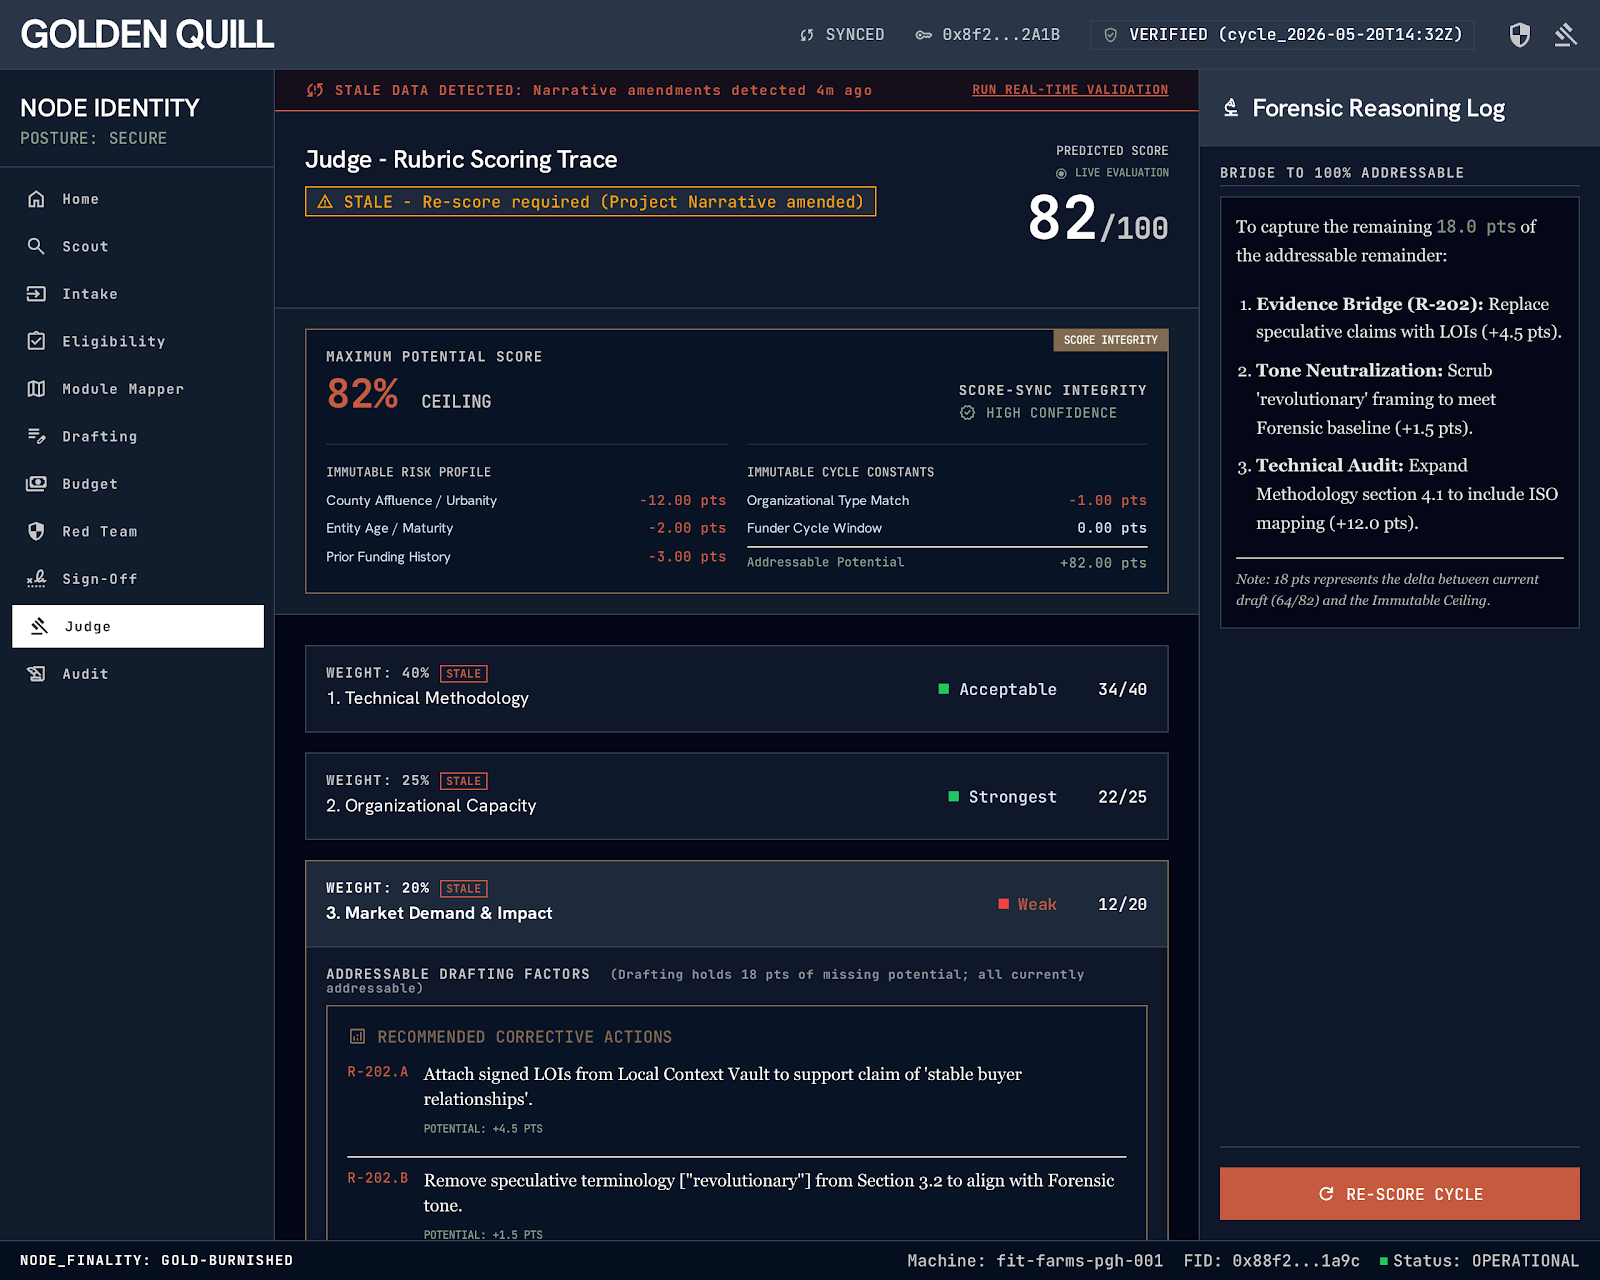 GOLDEN QUILL
SYNCED
0x8f2...2A1B
VERIFIED (cycle_2026-05-20T14:32Z)
NODE IDENTITY
POSTURE: SECURE
Home
Scout
Intake
Eligibility
Module Mapper
Drafting
Budget
Red Team
Sign-Off
Judge
Audit
STALE DATA DETECTED: Narrative amendments detected 4m ago
RUN REAL-TIME VALIDATION
Judge - Rubric Scoring Trace
STALE - Re-score required (Project Narrative amended)
PREDICTED SCORE
LIVE EVALUATION
82/100
SCORE INTEGRITY
MAXIMUM POTENTIAL SCORE
82% CEILING
SCORE-SYNC INTEGRITY
HIGH CONFIDENCE
IMMUTABLE RISK PROFILE
County Affluence / Urbanity -12.00 pts
Entity Age / Maturity -2.00 pts
Prior Funding History -3.00 pts
IMMUTABLE CYCLE CONSTANTS
Organizational Type Match -1.00 pts
Funder Cycle Window 0.00 pts
Addressable Potential +82.00 pts
WEIGHT: 40% STALE
1. Technical Methodology
Acceptable 34/40
WEIGHT: 25% STALE
2. Organizational Capacity
Strongest 22/25
WEIGHT: 20% STALE
3. Market Demand & Impact
Weak 12/20
ADDRESSABLE DRAFTING FACTORS (Drafting holds 18 pts of missing potential; all currently
addressable)
RECOMMENDED CORRECTIVE ACTIONS
R-202.A Attach signed LOIs from Local Context Vault to support claim of 'stable buyer
relationships'.
POTENTIAL: +4.5 PTS
R-202.B Remove speculative terminology ["revolutionary"] from Section 3.2 to align with Forensic
tone.
POTENTIAL: +1.5 PTS
Forensic Reasoning Log
BRIDGE TO 100% ADDRESSABLE
To capture the remaining 18.0 pts of
the addressable remainder:
1. Evidence Bridge (R-202): Replace
speculative claims with LOIs (+4.5 pts).
2. Tone Neutralization: Scrub
'revolutionary' framing to meet
Forensic baseline (+1.5 pts).
3. Technical Audit: Expand
Methodology section 4.1 to include ISO
mapping (+12.0 pts).
Note: 18 pts represents the delta between current
draft (64/82) and the Immutable Ceiling.
RE-SCORE CYCLE
NODE_FINALITY: GOLD-BURNISHED
Machine: fit-farms-pgh-001
FID: 0x88f2...1a9c
Status: OPERATIONAL